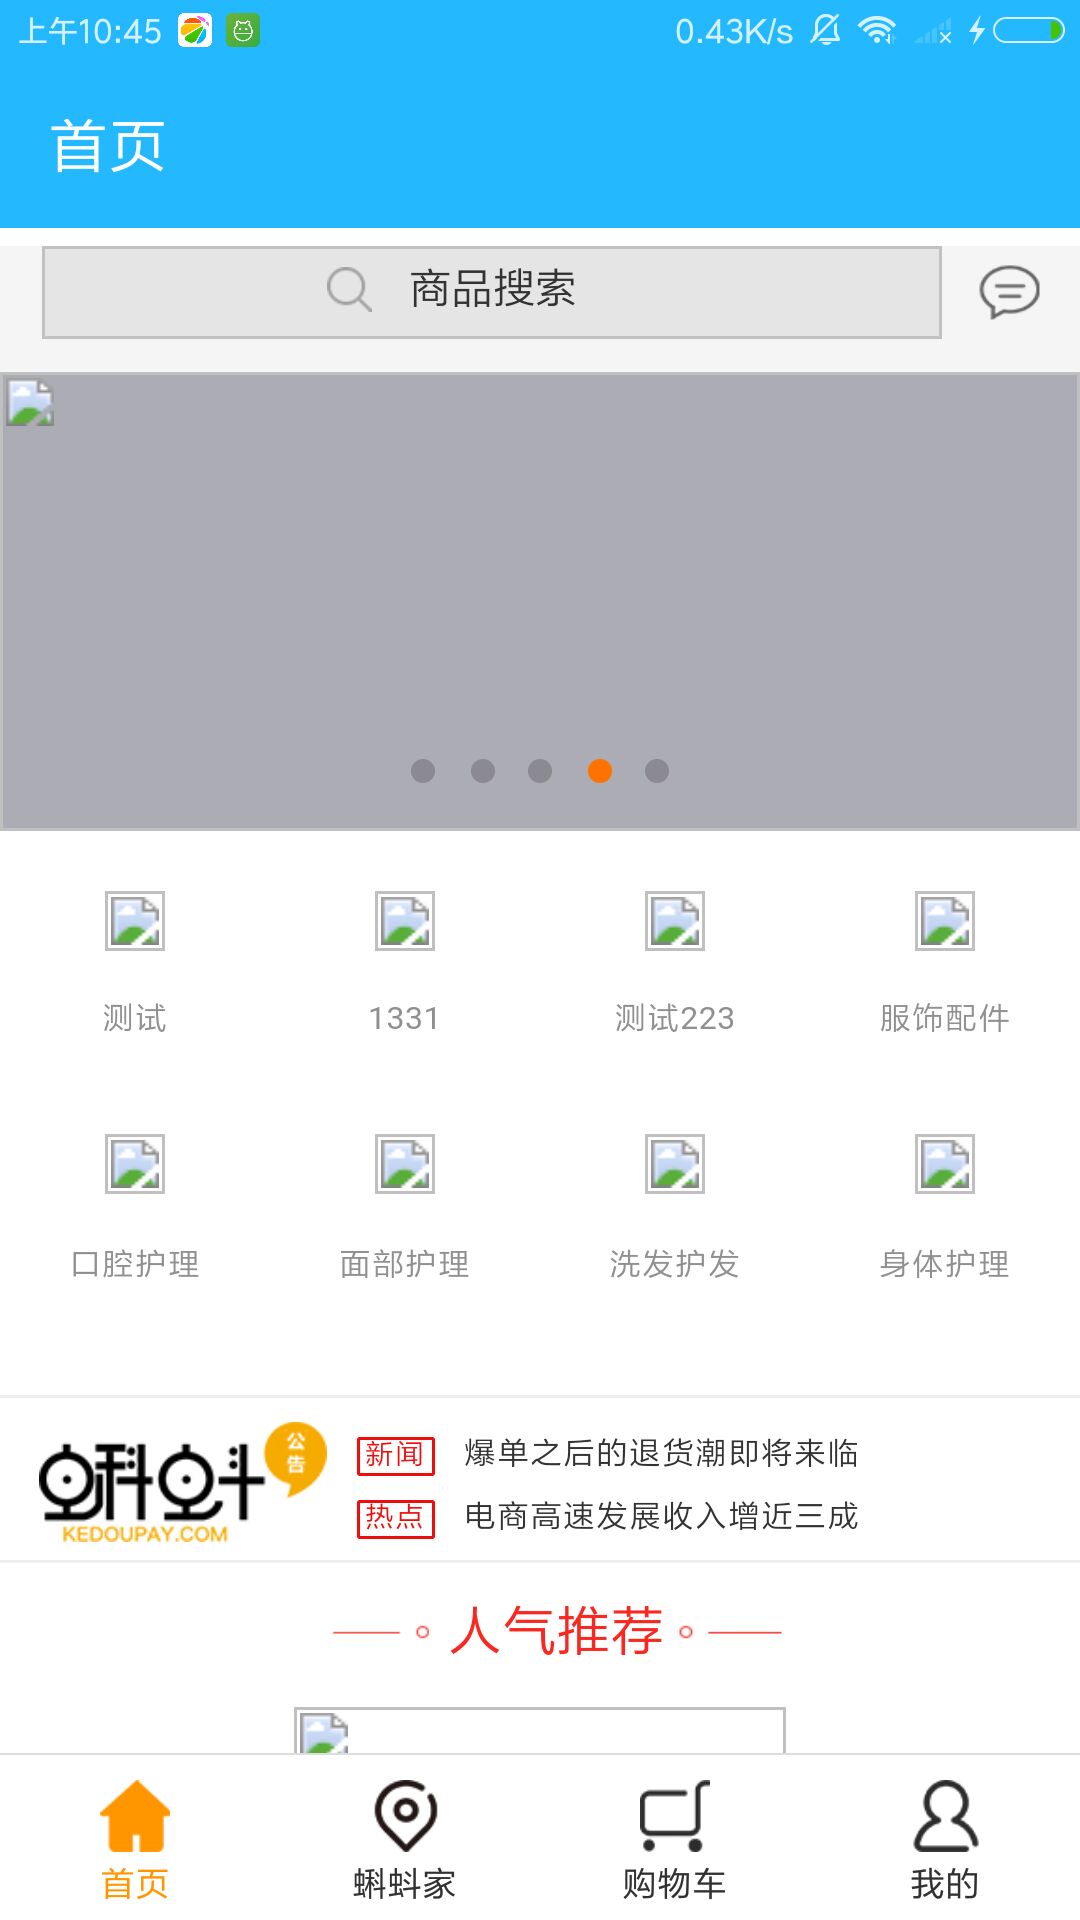 上午10:45 0.43K/s
首页
商品搜索
测试 1331 测试223 服饰配件
口腔护理 面部护理 洗发护发 身体护理
蝌蚪 公告
KEDOUPAY.COM
新闻 爆单之后的退货潮即将来临
热点 电商高速发展收入增近三成
人气推荐
首页 蝌蚪家 购物车 我的